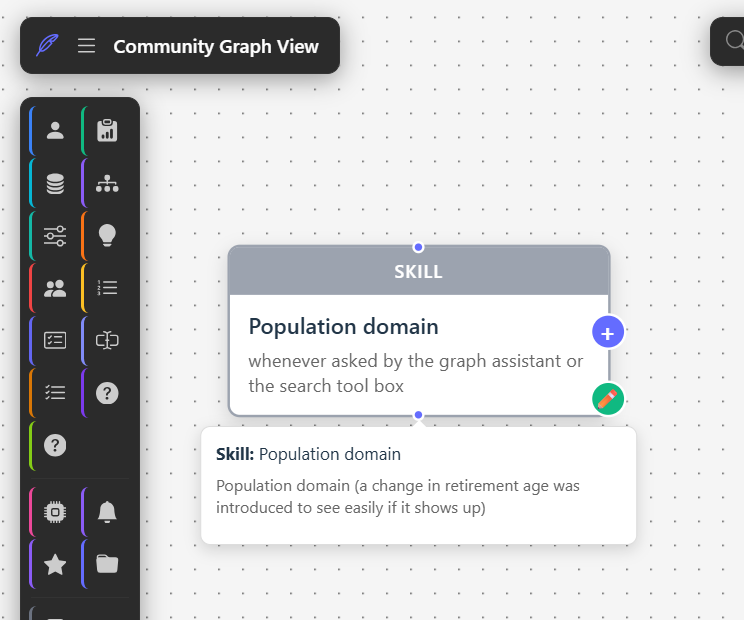 Community Graph View
SKILL
Population domain
whenever asked by the graph assistant or
the search tool box
Skill: Population domain
Population domain (a change in retirement age was
introduced to see easily if it shows up)